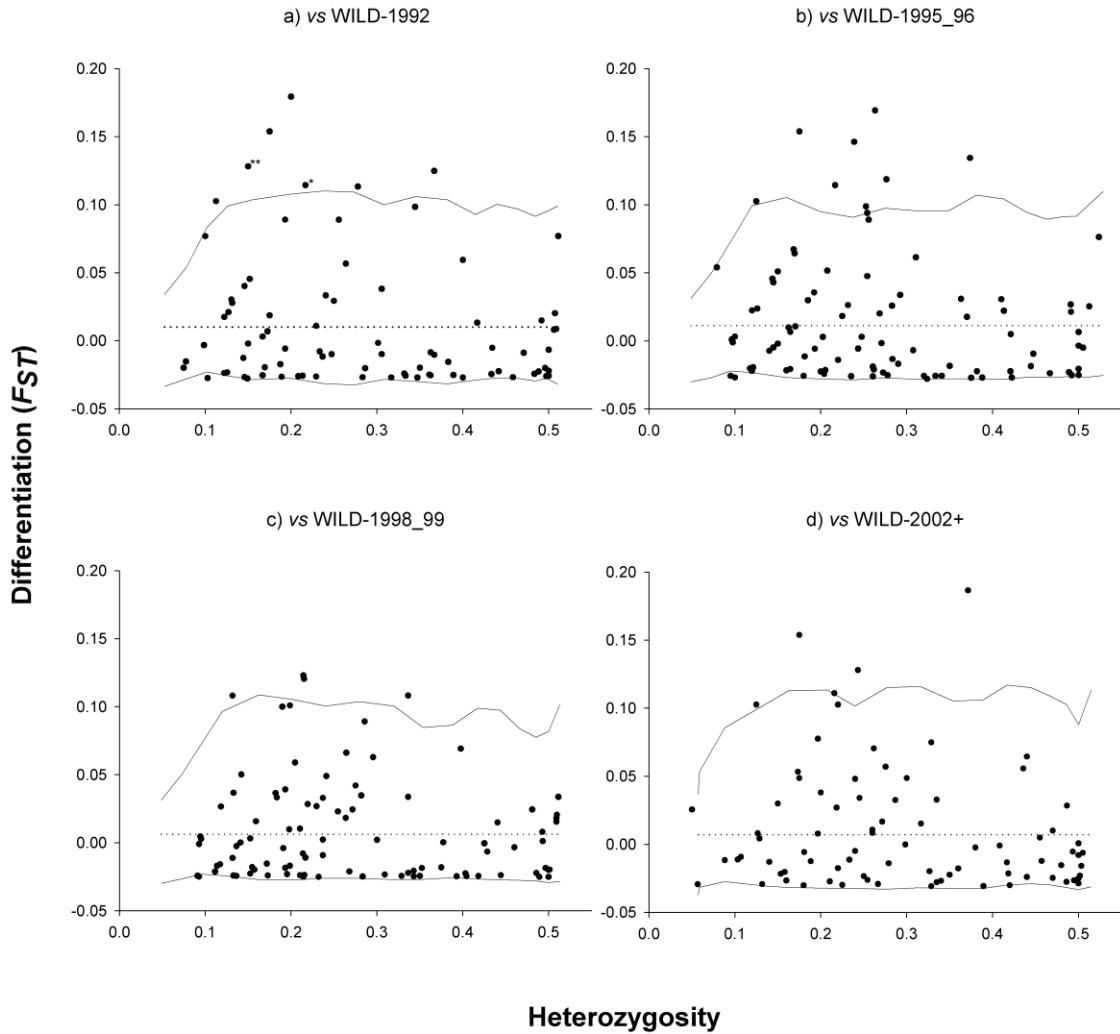 a) vs WILD-1992
b) vs WILD-1995_96
0.20
0.15
0.10
0.05
0.00
-0.05
**
*
0.0 0.1 0.2 0.3 0.4 0.5
0.20
0.15
0.10
0.05
0.00
-0.05
0.0 0.1 0.2 0.3 0.4 0.5
c) vs WILD-1998_99
d) vs WILD-2002+
0.20
0.15
0.10
0.05
0.00
-0.05
0.0 0.1 0.2 0.3 0.4 0.5
0.20
0.15
0.10
0.05
0.00
-0.05
0.0 0.1 0.2 0.3 0.4 0.5
Differentiation (FST)
Heterozygosity